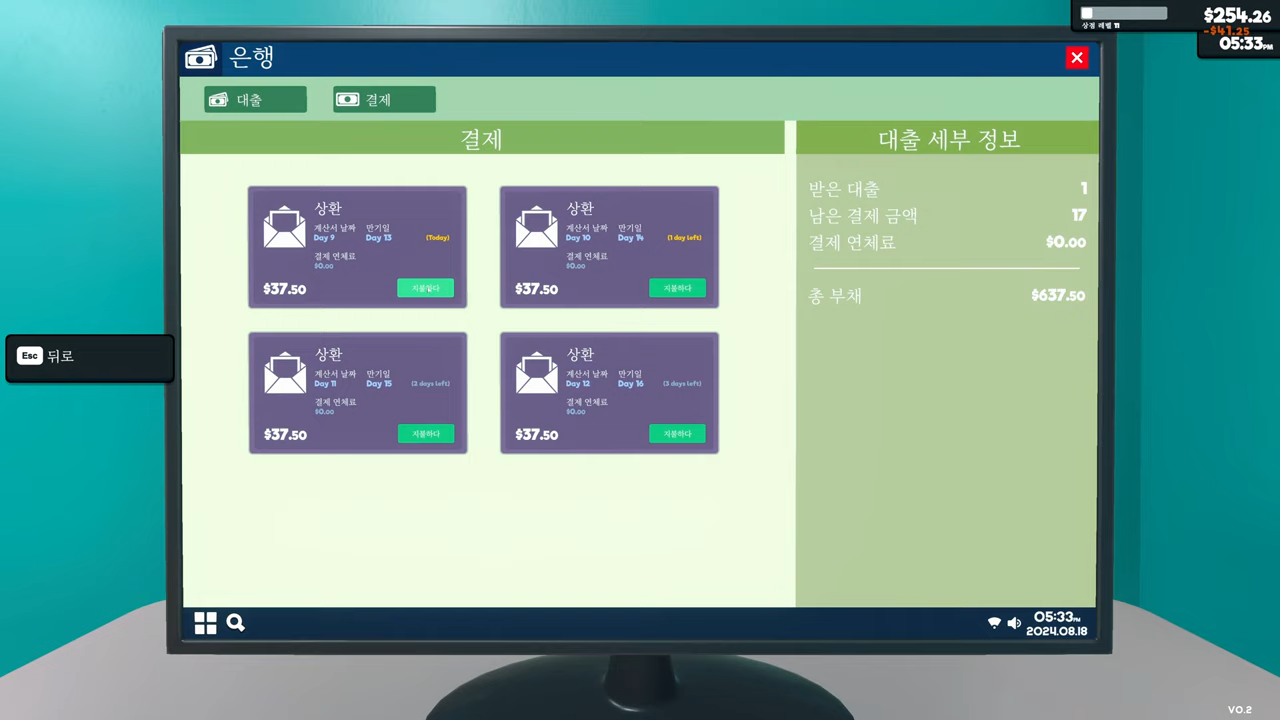 $254.26
상점 레벨 11
-$41.25
05:33PM
은행
대출
결제
결제
대출 세부 정보
상환
계산서 날짜 만기일
Day 9 Day 13 (Today)
결제 연체료
$0.00
$37.50 지불하다
상환
계산서 날짜 만기일
Day 10 Day 14 (1 day left)
결제 연체료
$0.00
$37.50 지불하다
받은 대출 1
남은 결제 금액 17
결제 연체료 $0.00
총 부채 $637.50
Esc 뒤로
상환
계산서 날짜 만기일
Day 11 Day 15 (2 days left)
결제 연체료
$0.00
$37.50 지불하다
상환
계산서 날짜 만기일
Day 12 Day 16 (3 days left)
결제 연체료
$0.00
$37.50 지불하다
05:33PM
2024.08.18
V0.2